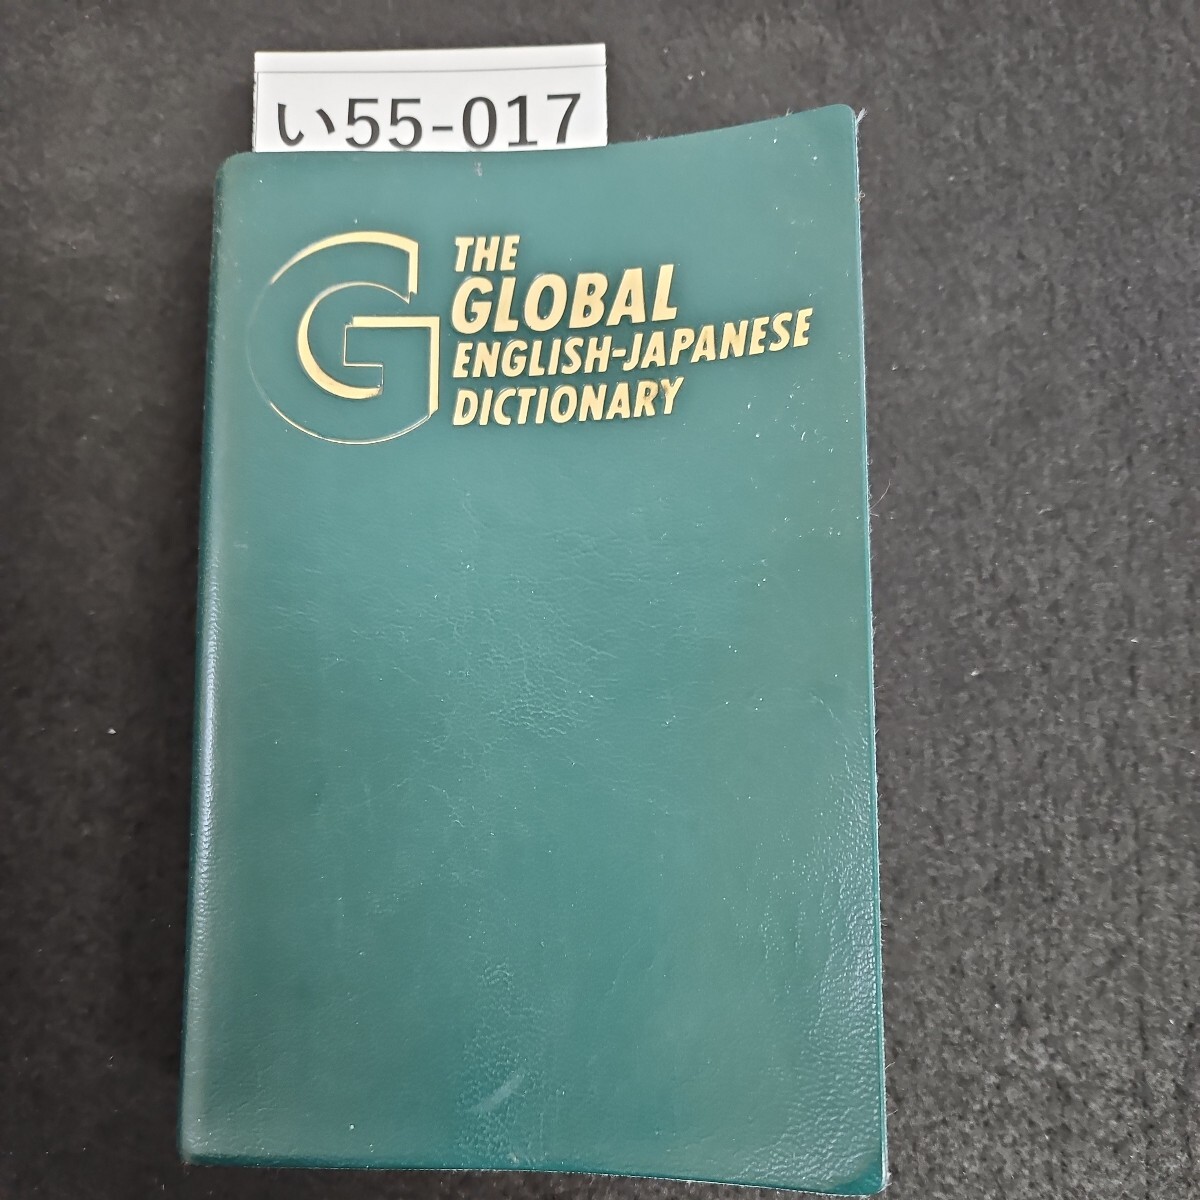 い55-017
G
THE
GLOBAL
ENGLISH-JAPANESE
DICTIONARY